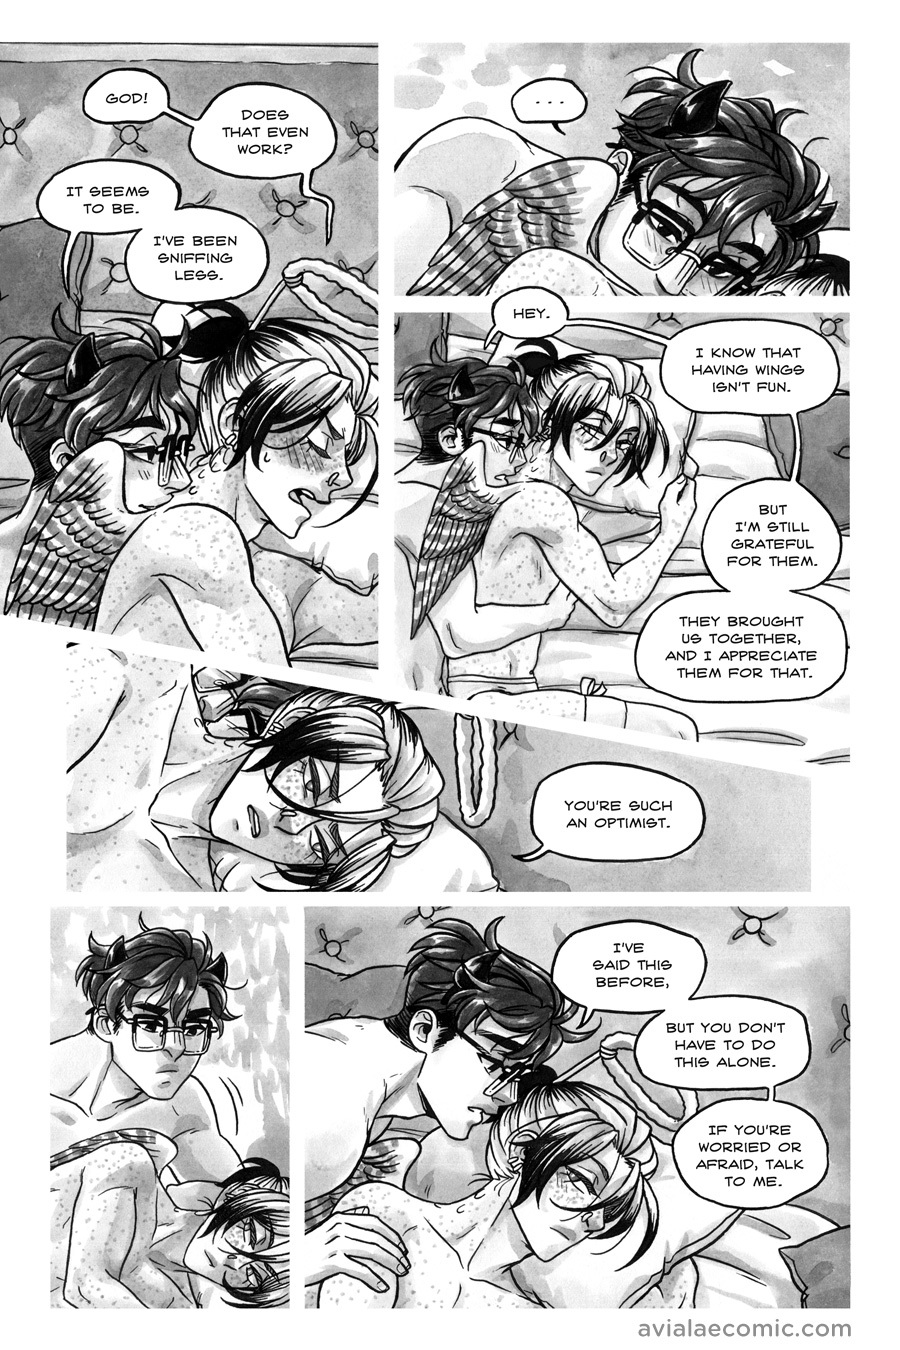 GOD!
DOES
THAT EVEN
WORK?
IT SEEMS
TO BE.
I'VE BEEN
SNIFFING
LESS.
...
HEY.
I KNOW THAT
HAVING WINGS
ISN'T FUN.
BUT
I'M STILL
GRATEFUL
FOR THEM.
THEY BROUGHT
US TOGETHER,
AND I APPRECIATE
THEM FOR THAT.
YOU'RE SUCH
AN OPTIMIST.
I'VE
SAID THIS
BEFORE,
BUT YOU DON'T
HAVE TO DO
THIS ALONE.
IF YOU'RE
WORRIED OR
AFRAID, TALK
TO ME.
avialaecomic.com